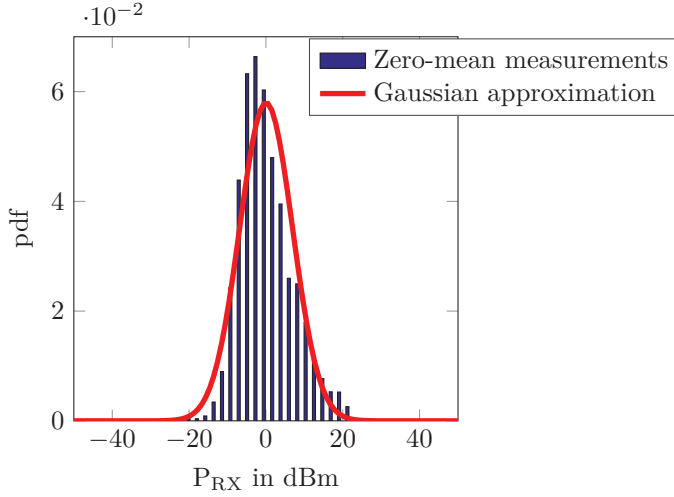 ·10−2
Zero-mean measurements
Gaussian approximation
6
4
2
0
pdf
−40 −20 0 20 40
PRX in dBm